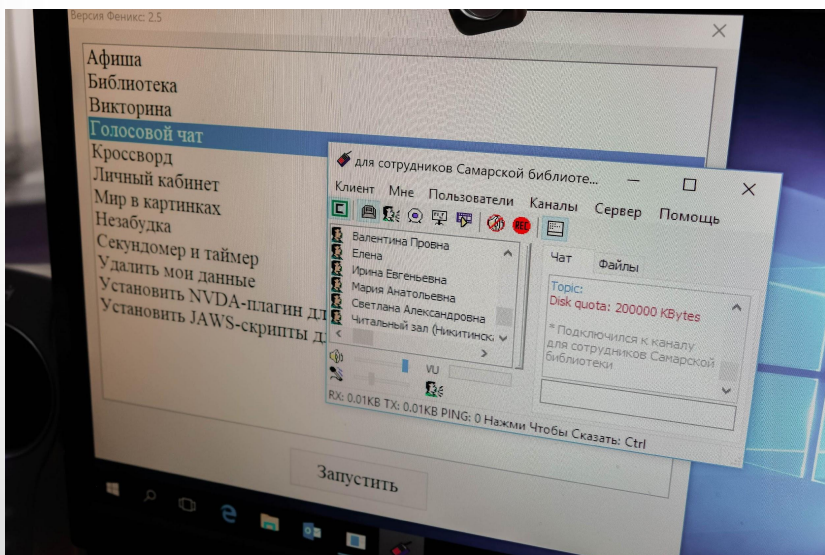 Версия Феникс: 2.5
Афиша
Библиотека
Викторина
Голосовой чат
Кроссворд
Личный кабинет
Мир в картинках
Незабудка
Секундомер и таймер
Удалить мои данные
Установить NVDA-плагин дл
Установить JAWS-скрипты д
Запустить
для сотрудников Самарской библиоте...
Клиент Мне Пользователи Каналы Сервер Помощь
REC
Валентина Провна
Елена
Ирина Евгеньевна
Мария Анатольевна
Светлана Александровна
Читальный зал (Никитинск
VU
Чат Файлы
Topic:
Disk quota: 200000 KBytes
* Подключился к каналу
для сотрудников Самарской
библиотеки
RX: 0.01KB TX: 0.01KB PING: 0 Нажми Чтобы Сказать: Ctrl